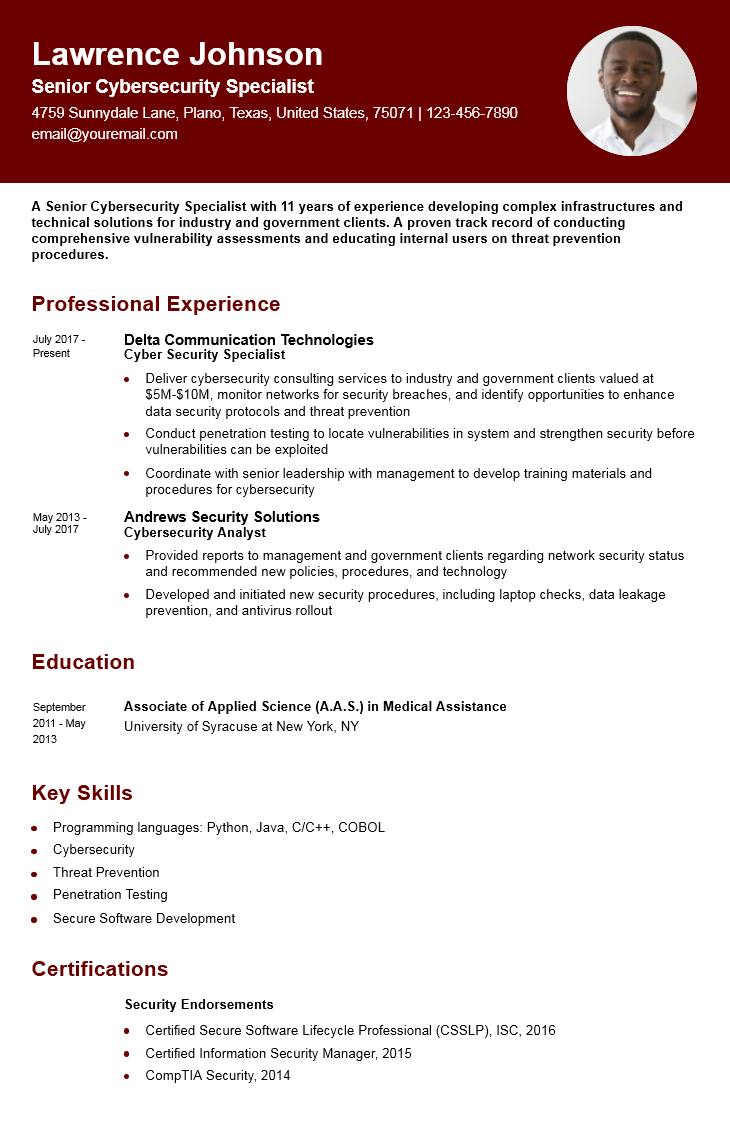 Lawrence Johnson
Senior Cybersecurity Specialist
4759 Sunnydale Lane, Plano, Texas, United States, 75071 | 123-456-7890
email@youremail.com
A Senior Cybersecurity Specialist with 11 years of experience developing complex infrastructures and
technical solutions for industry and government clients. A proven track record of conducting
comprehensive vulnerability assessments and educating internal users on threat prevention
procedures.
Professional Experience
July 2017 -
Present
Delta Communication Technologies
Cyber Security Specialist
• Deliver cybersecurity consulting services to industry and government clients valued at
$5M-$10M, monitor networks for security breaches, and identify opportunities to enhance
data security protocols and threat prevention
• Conduct penetration testing to locate vulnerabilities in system and strengthen security before
vulnerabilities can be exploited
• Coordinate with senior leadership with management to develop training materials and
procedures for cybersecurity
May 2013 -
July 2017
Andrews Security Solutions
Cybersecurity Analyst
• Provided reports to management and government clients regarding network security status
and recommended new policies, procedures, and technology
• Developed and initiated new security procedures, including laptop checks, data leakage
prevention, and antivirus rollout
Education
September
2011 - May
2013
Associate of Applied Science (A.A.S.) in Medical Assistance
University of Syracuse at New York, NY
Key Skills
• Programming languages: Python, Java, C/C++, COBOL
• Cybersecurity
• Threat Prevention
• Penetration Testing
• Secure Software Development
Certifications
Security Endorsements
• Certified Secure Software Lifecycle Professional (CSSLP), ISC, 2016
• Certified Information Security Manager, 2015
• CompTIA Security, 2014